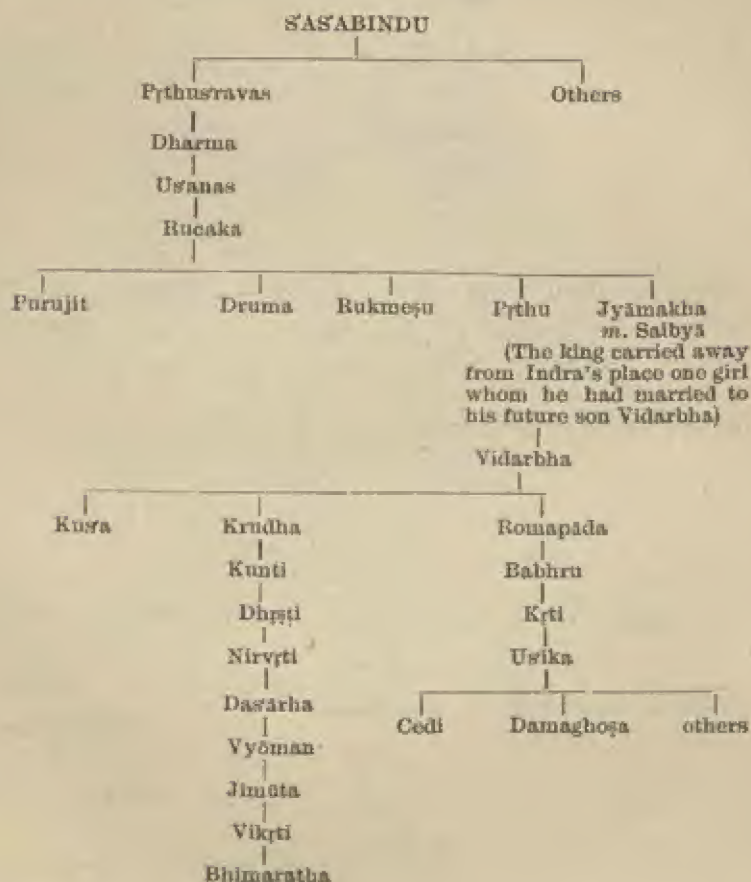 S'AS'ABINDU
Pṛthus'ravas Others
Dharma
Us'anas
Rucaka
Purujit Druma Rukmeṣu Pṛthu Jyāmakha
m. Saibyā
(The king carried away
from Indra's place one girl
whom he had married to
his future son Vidarbha)
Vidarbha
Kus'a Krudha Romapāda
Kunti Babhru
Dhṛṣṭi Kṛti
Nirvṛti Us'ika
Das'ārha Cedi Damaghoṣa others
Vyōman
Jimūta
Vikṛti
Bhimaratha